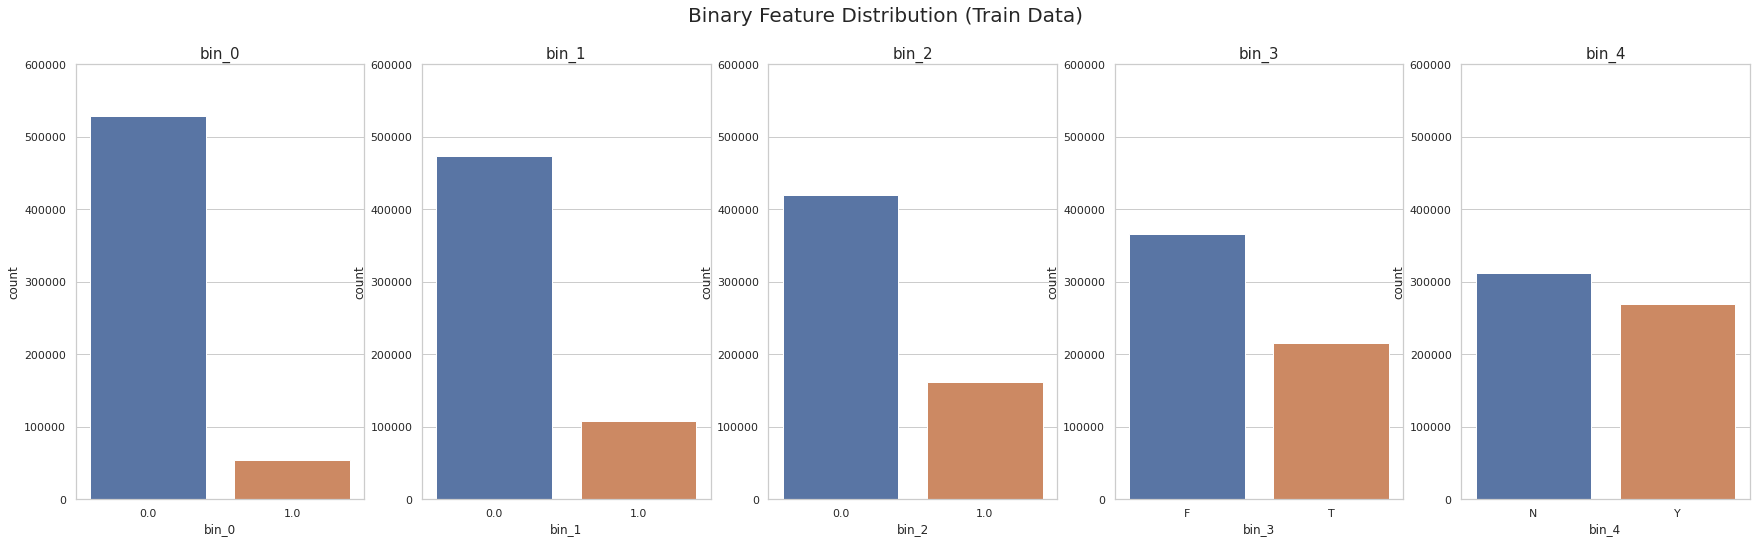 Binary Feature Distribution (Train Data)
bin_0
600000
500000
400000
300000
200000
100000
0
count
0.0 1.0
bin_0
bin_1
600000
500000
400000
300000
200000
100000
0
count
0.0 1.0
bin_1
bin_2
600000
500000
400000
300000
200000
100000
0
count
0.0 1.0
bin_2
bin_3
600000
500000
400000
300000
200000
100000
0
count
F T
bin_3
bin_4
600000
500000
400000
300000
200000
100000
0
count
N Y
bin_4